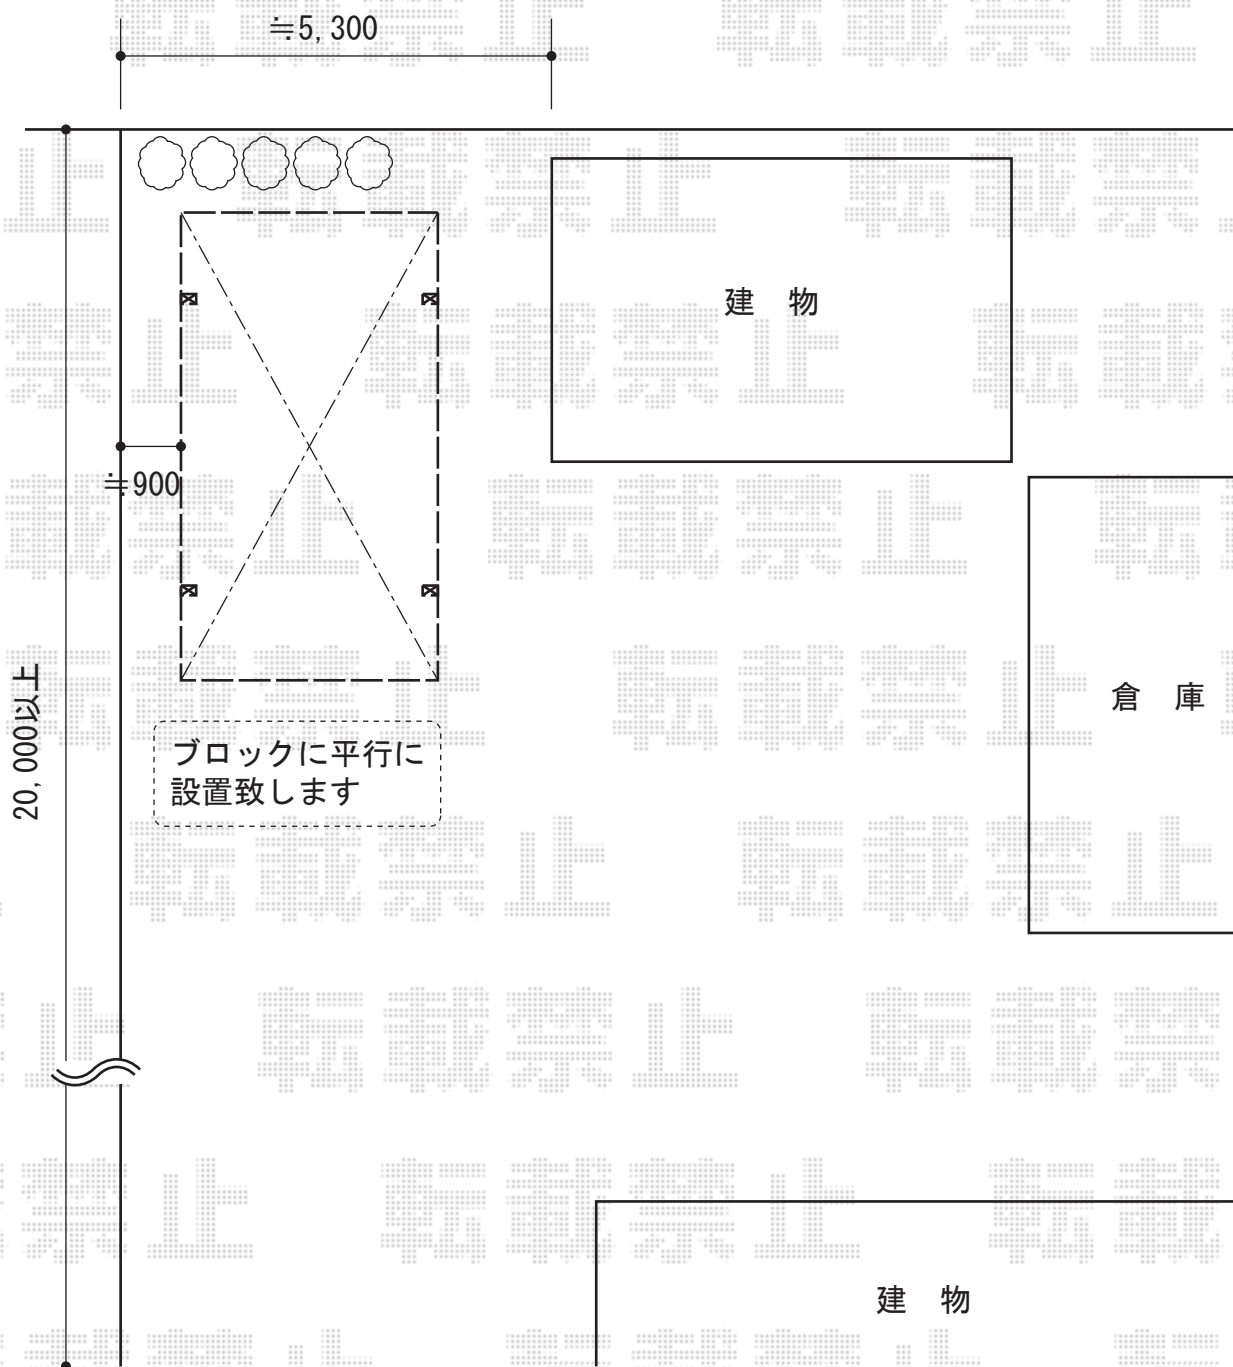 ≒5,300
建　物
≒900
倉　庫
20,000以上
ブロックに平行に
設置致します
建　物
転載禁止